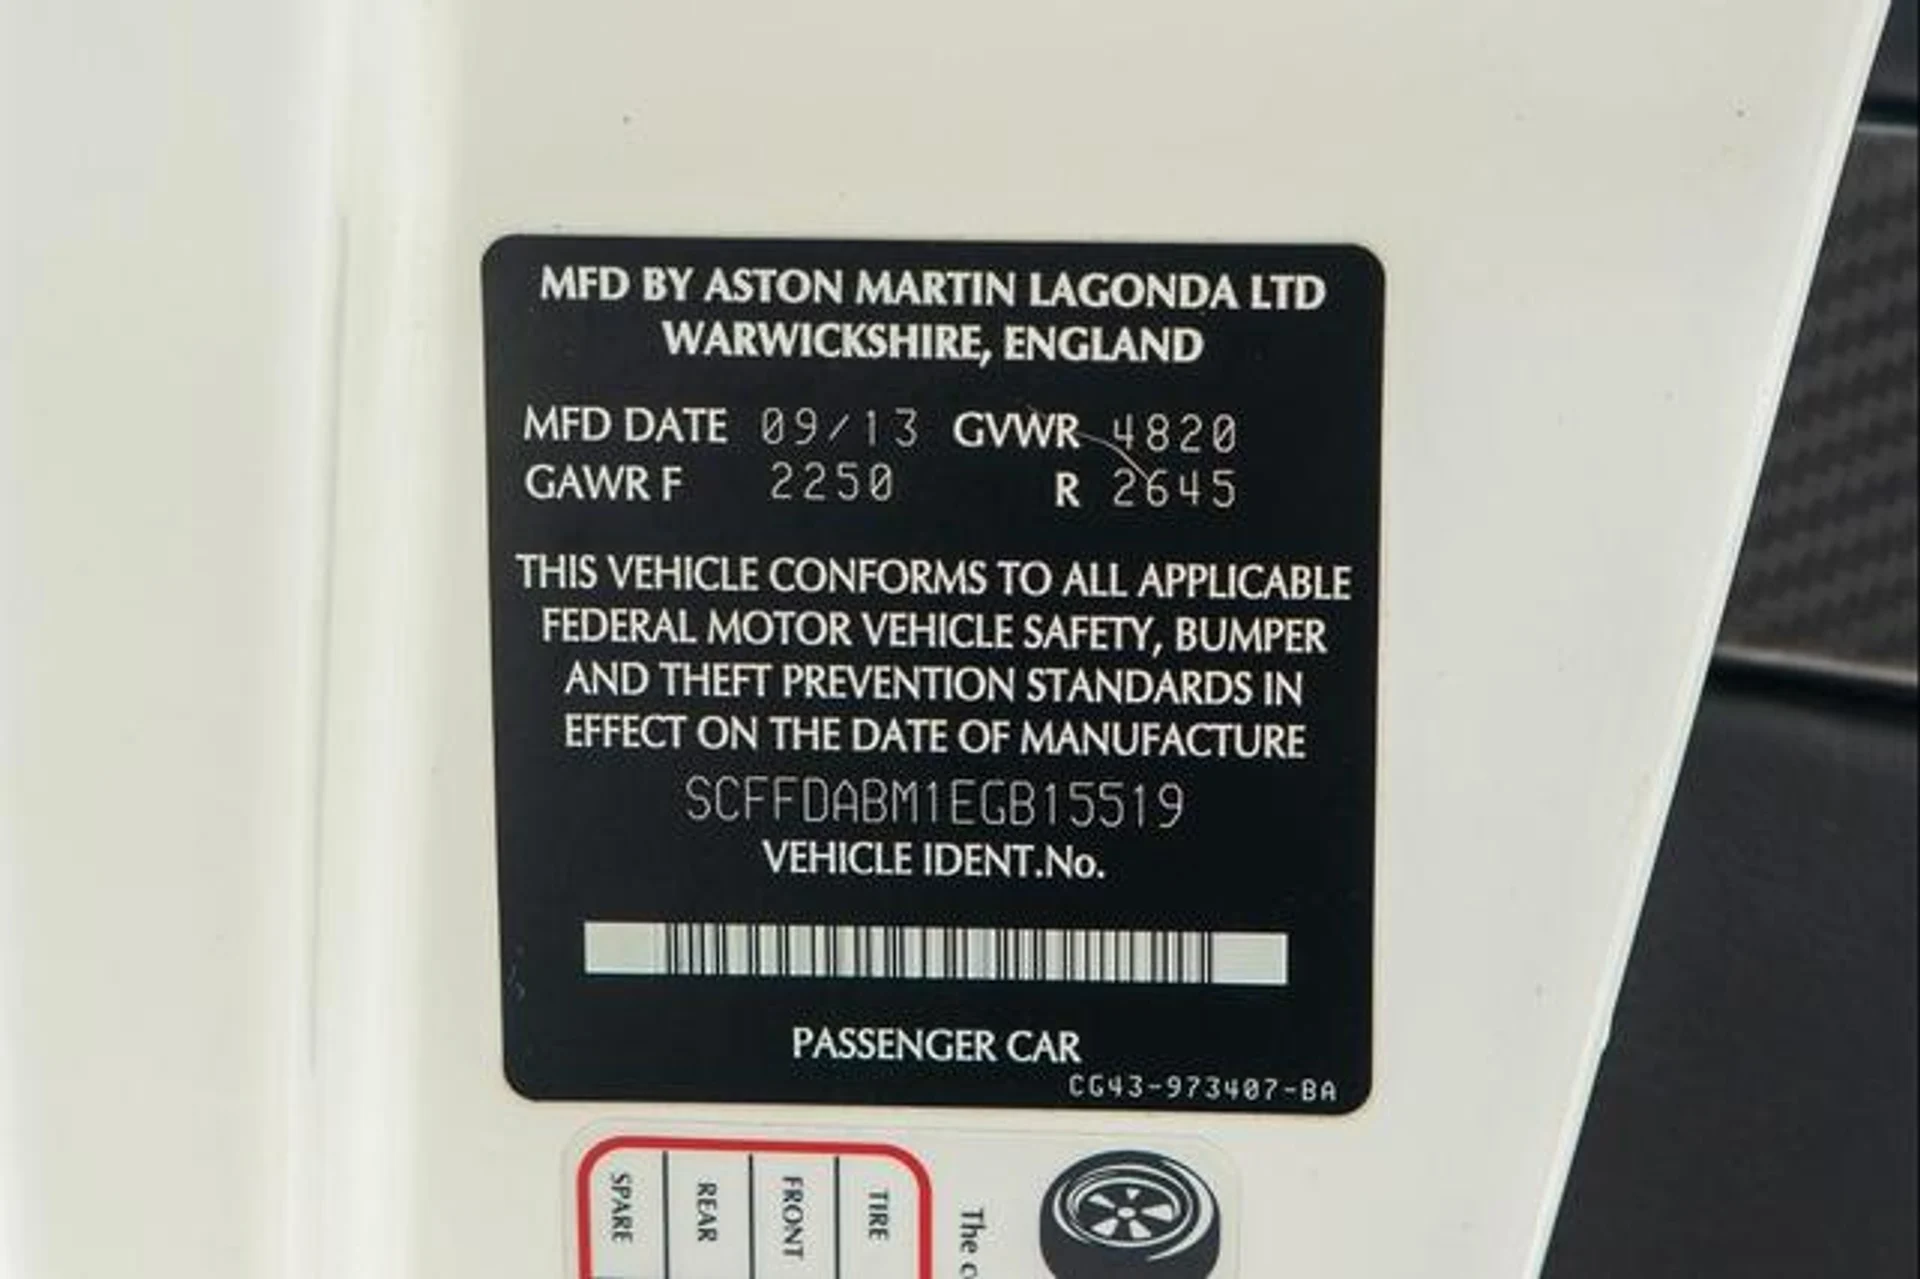 MFD BY ASTON MARTIN LAGONDA LTD
WARWICKSHIRE, ENGLAND
MFD DATE 09/13 GVWR 4820
GAWR F 2250 R 2645
THIS VEHICLE CONFORMS TO ALL APPLICABLE
FEDERAL MOTOR VEHICLE SAFETY, BUMPER
AND THEFT PREVENTION STANDARDS IN
EFFECT ON THE DATE OF MANUFACTURE
SCFFDABM1EGB15519
VEHICLE IDENT.No.
PASSENGER CAR
CG43-973407-BA
TIRE
FRONT
REAR
SPARE
The